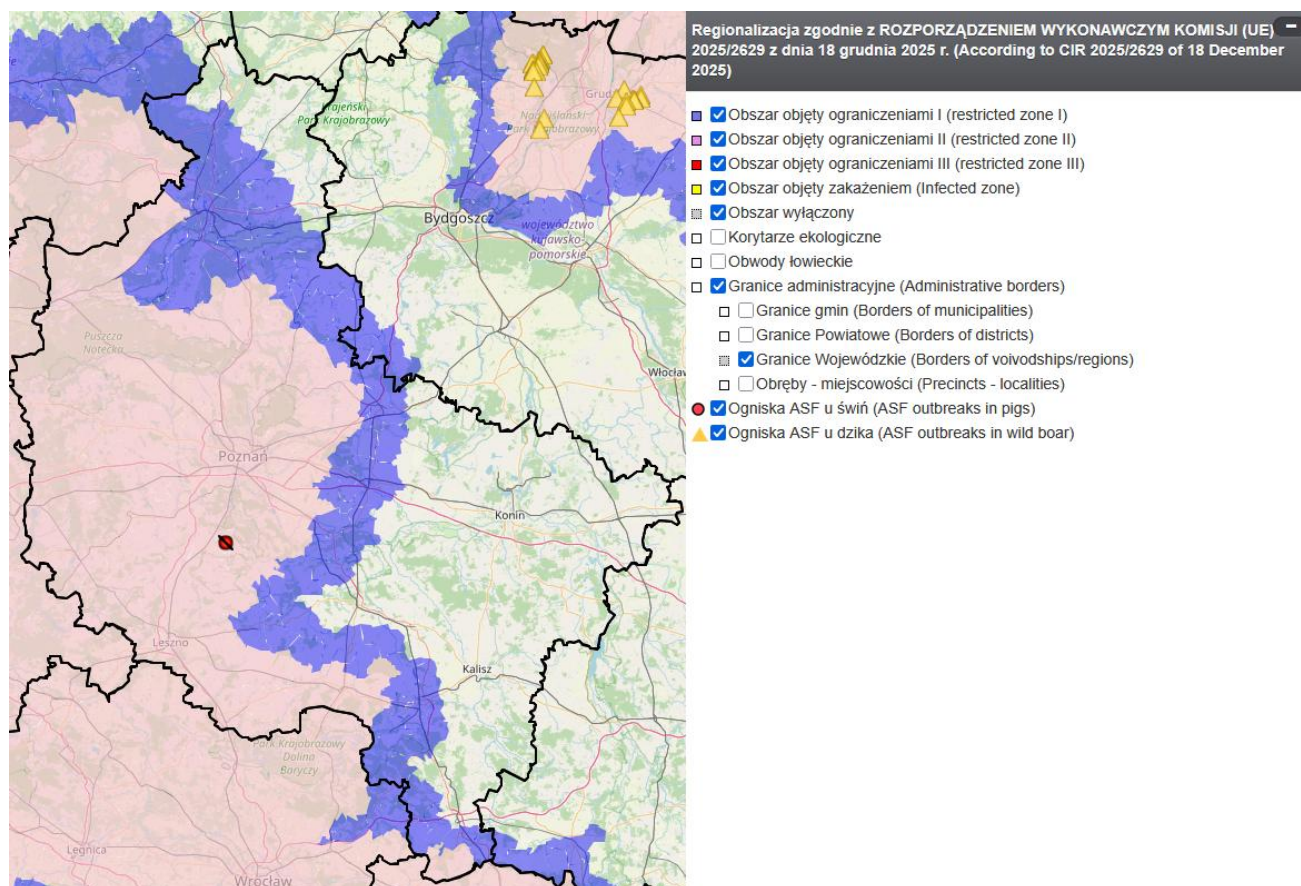 Krajeński
Park Krajobrazowy
Park Krajobrazowy
Bydgoszcz
województwo
kujawsko-
pomorskie
Puszcza
Notecka
Poznań
Konin
Leszno
Kalisz
Park Krajobrazowy
Dolina
Baryczy
Legnica
Wrocław
Regionalizacja zgodnie z ROZPORZĄDZENIEM WYKONAWCZYM KOMISJI (UE)
2025/2629 z dnia 18 grudnia 2025 r. (According to CIR 2025/2629 of 18 December
2025)
Obszar objęty ograniczeniami I (restricted zone I)
Obszar objęty ograniczeniami II (restricted zone II)
Obszar objęty ograniczeniami III (restricted zone III)
Obszar objęty zakażeniem (Infected zone)
Obszar wyłączony
Korytarze ekologiczne
Obwody łowieckie
Granice administracyjne (Administrative borders)
Granice gmin (Borders of municipalities)
Granice Powiatowe (Borders of districts)
Granice Wojewódzkie (Borders of voivodships/regions)
Obręby - miejscowości (Precincts - localities)
Ogniska ASF u świń (ASF outbreaks in pigs)
Ogniska ASF u dzika (ASF outbreaks in wild boar)